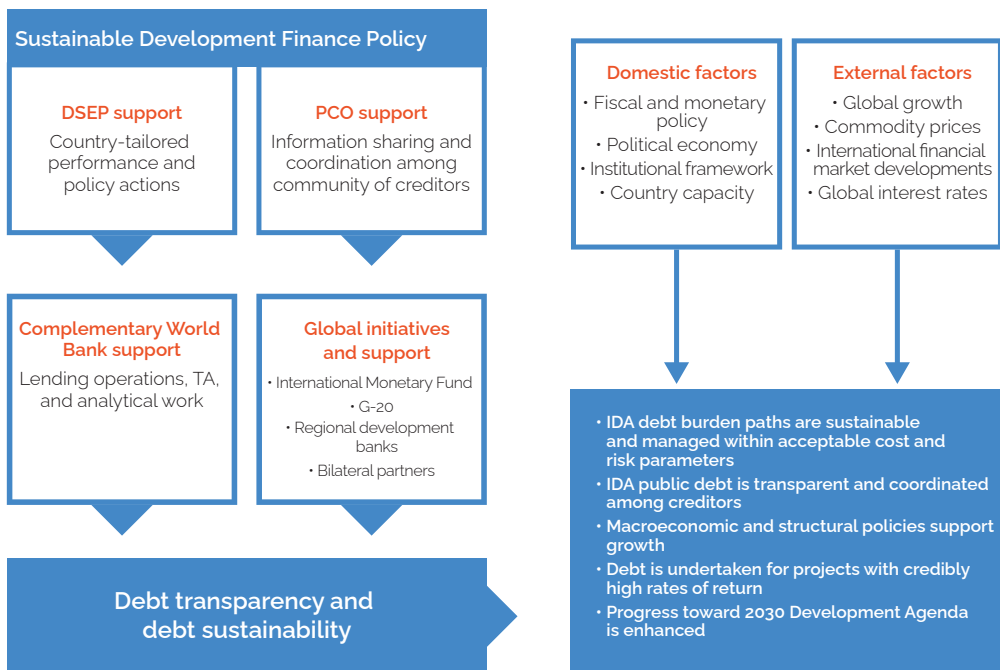 Sustainable Development Finance Policy
DSEP support
Country-tailored
performance and
policy actions
PCO support
Information sharing and
coordination among
community of creditors
Complementary World
Bank support
Lending operations, TA,
and analytical work
Global initiatives
and support
• International Monetary Fund
• G-20
• Regional development
banks
• Bilateral partners
Debt transparency and
debt sustainability
Domestic factors
• Fiscal and monetary
policy
• Political economy
• Institutional framework
• Country capacity
External factors
• Global growth
• Commodity prices
• International financial
market developments
• Global interest rates
• IDA debt burden paths are sustainable
and managed within acceptable cost and
risk parameters
• IDA public debt is transparent and coordinated
among creditors
• Macroeconomic and structural policies support
growth
• Debt is undertaken for projects with credibly
high rates of return
• Progress toward 2030 Development Agenda
is enhanced